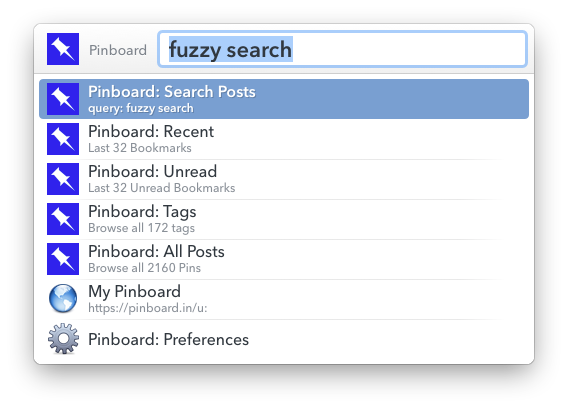 Pinboard
fuzzy search
Pinboard: Search Posts
query: fuzzy search
Pinboard: Recent
Last 32 Bookmarks
Pinboard: Unread
Last 32 Unread Bookmarks
Pinboard: Tags
Browse all 172 tags
Pinboard: All Posts
Browse all 2160 Pins
My Pinboard
https://pinboard.in/u:
Pinboard: Preferences